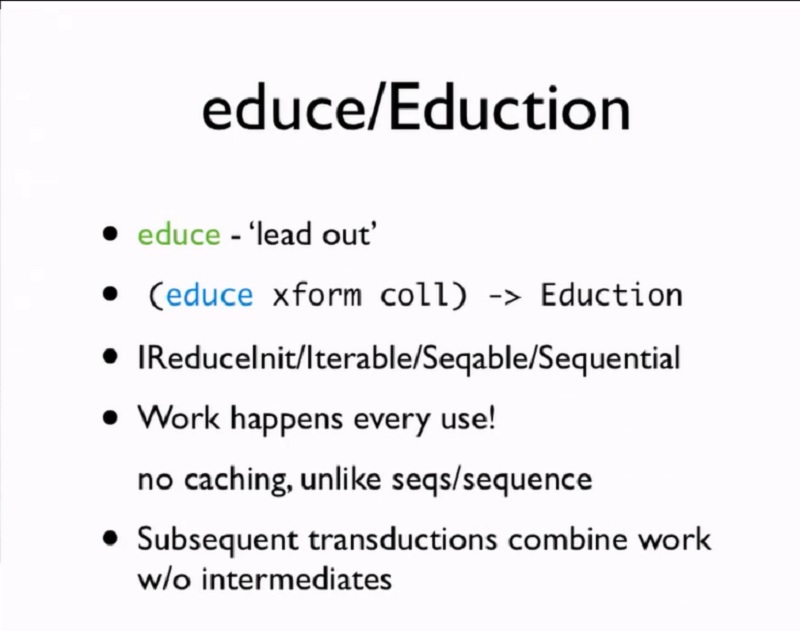 educe/Eduction
• educe - ‘lead out’
• (educe xform coll) -> Eduction
• IReduceInit/Iterable/Seqable/Sequential
• Work happens every use!
no caching, unlike seqs/sequence
• Subsequent transductions combine work
w/o intermediates